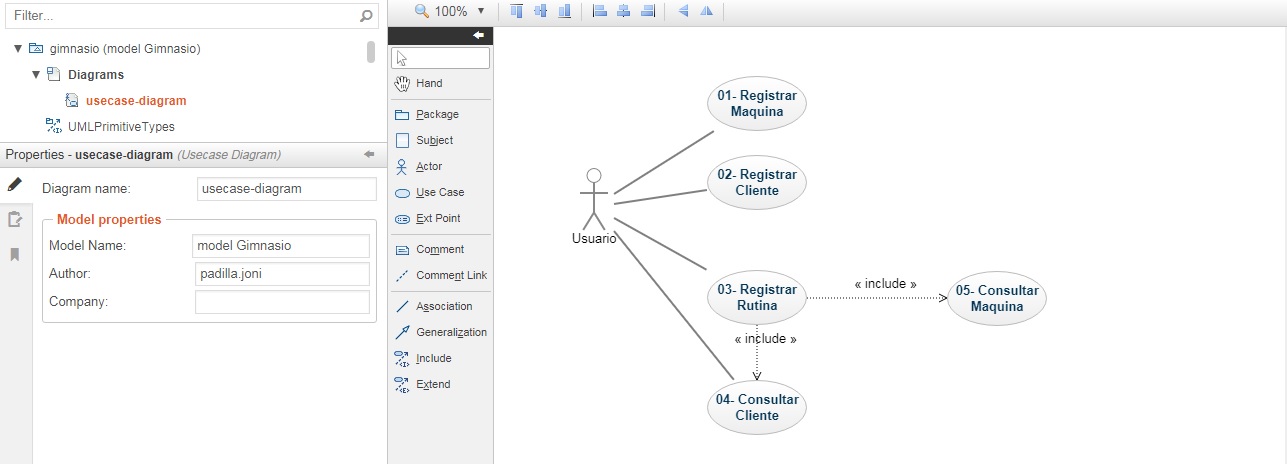 Filter...
gimnasio (model Gimnasio)
Diagrams
usecase-diagram
UMLPrimitiveTypes
Properties - usecase-diagram (Usecase Diagram)
Diagram name:
usecase-diagram
Model properties
Model Name:
model Gimnasio
Author:
padilla.joni
Company:
100%
Hand
Package
Subject
Actor
Use Case
Ext Point
Comment
Comment Link
Association
Generalization
Include
Extend
01- Registrar
Maquina
02- Registrar
Cliente
Usuario
03- Registrar
Rutina
« include »
05- Consultar
Maquina
« include »
04- Consultar
Cliente